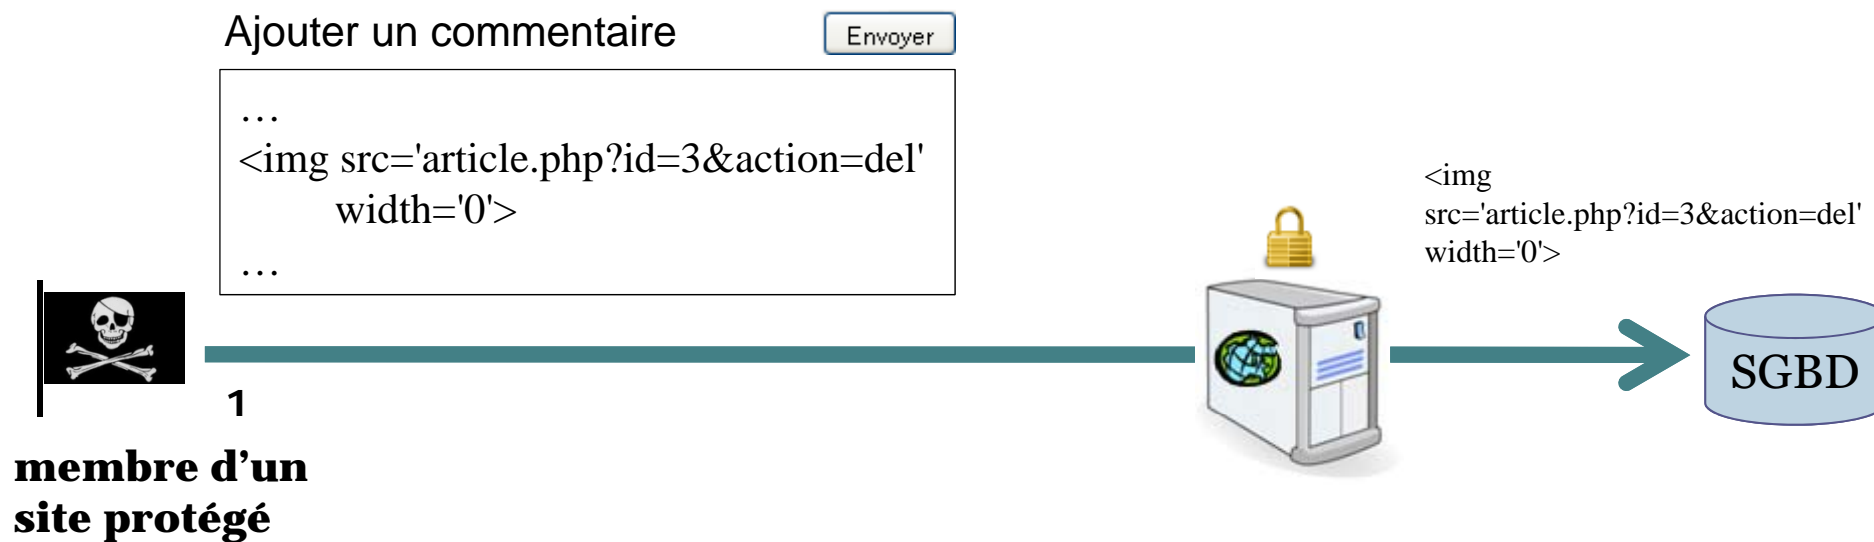 Ajouter un commentaire
Envoyer
…
<img src='article.php?id=3&action=del'
width='0'>
…
<img
src='article.php?id=3&action=del'
width='0'>
SGBD
1
membre d’un
site protégé